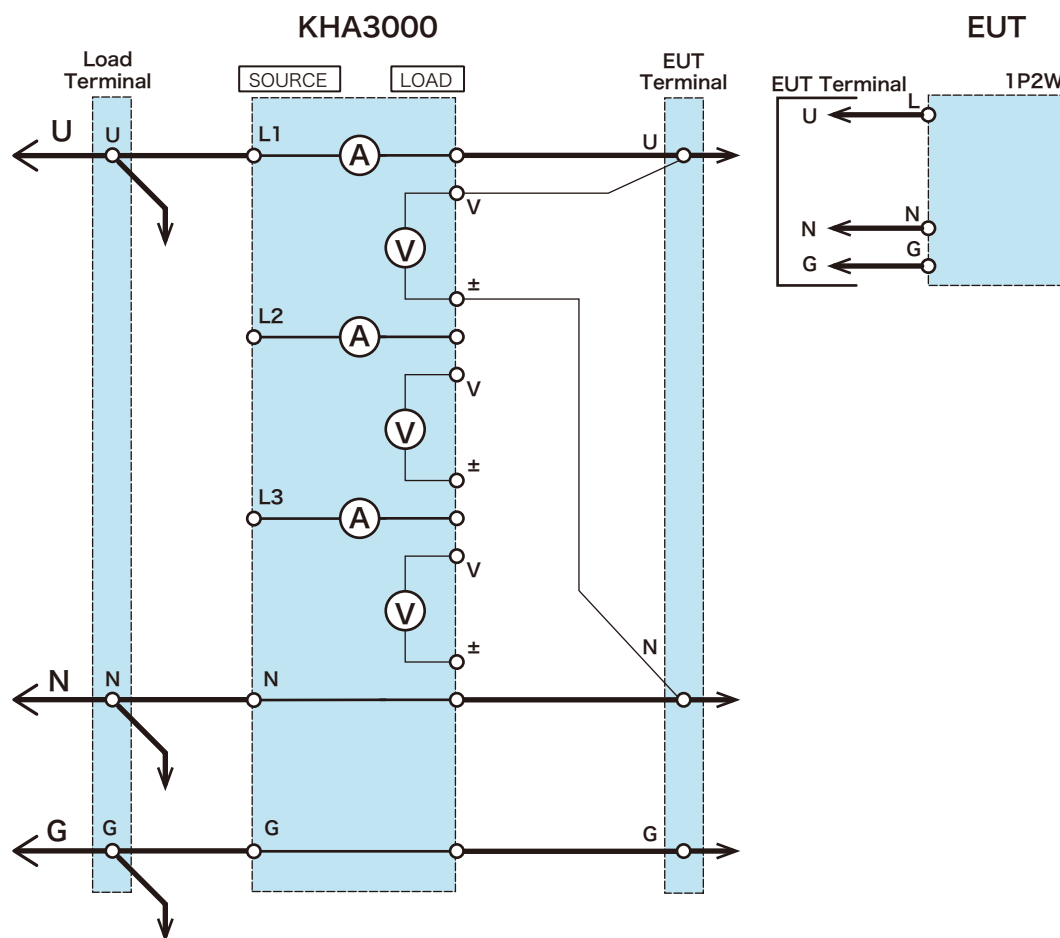 KHA3000
EUT
Load
Terminal
SOURCE
LOAD
EUT
Terminal
EUT Terminal
1P2W
U
U
L1
A
U
U
L
V
V
N
N
G
G
±
L2
A
V
V
±
L3
A
V
V
±
N
N
N
N
G
G
G
G